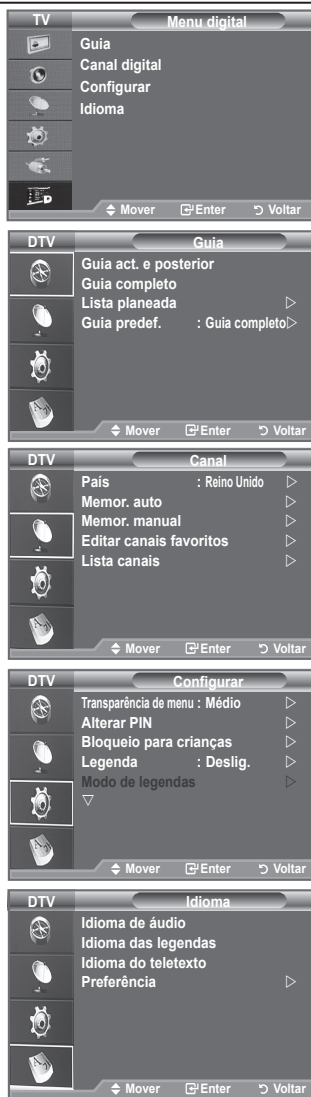 TV
Menu digital
Guia
Canal digital
Configurar
Idioma
Mover Enter Voltar
DTV
Guia
Guia act. e posterior
Guia completo
Lista planeada
Guia predef. : Guia completo
Mover Enter Voltar
DTV
Canal
País : Reino Unido
Memor. auto
Memor. manual
Editar canais favoritos
Lista canais
Mover Enter Voltar
DTV
Configurar
Transparência de menu : Médio
Alterar PIN
Bloqueio para crianças
Legenda : Deslig.
Modo de legendas
Mover Enter Voltar
DTV
Idioma
Idioma de áudio
Idioma das legendas
Idioma do teletexto
Preferência
Mover Enter Voltar